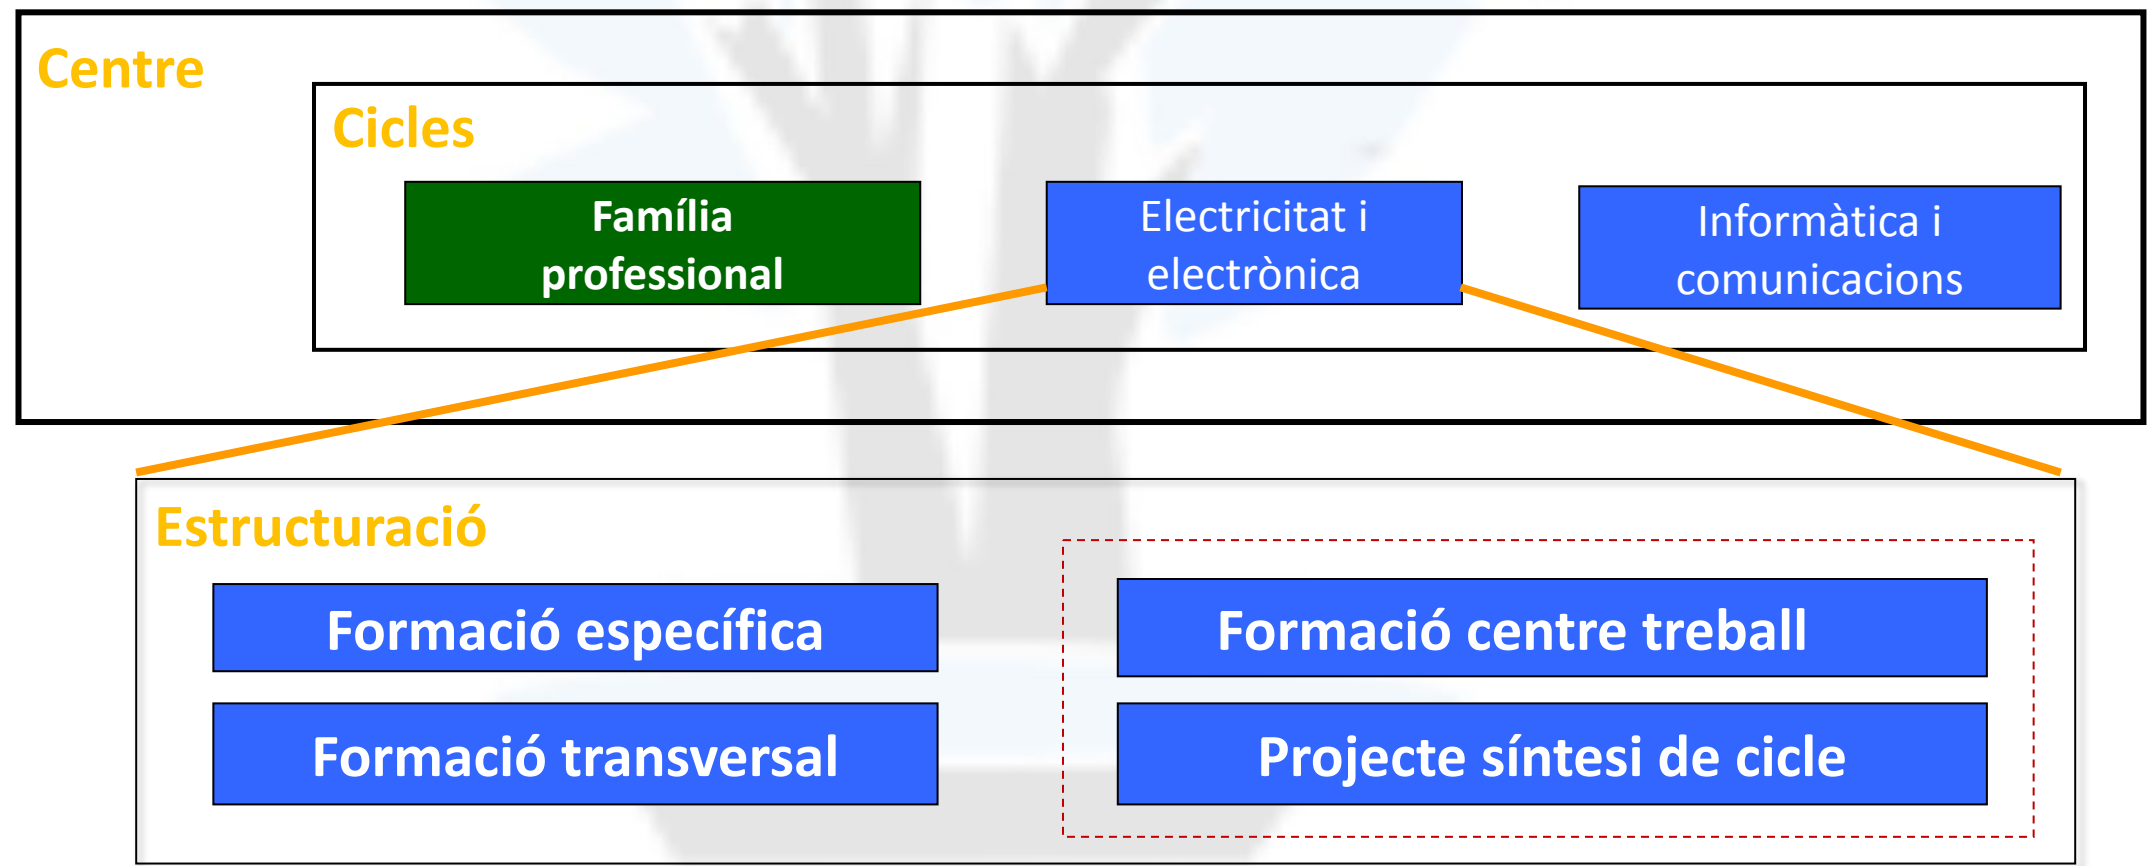 Centre
Cicles
Família
professional
Electricitat i
electrònica
Informàtica i
comunicacions
Estructuració
Formació específica
Formació centre treball
Formació transversal
Projecte síntesi de cicle